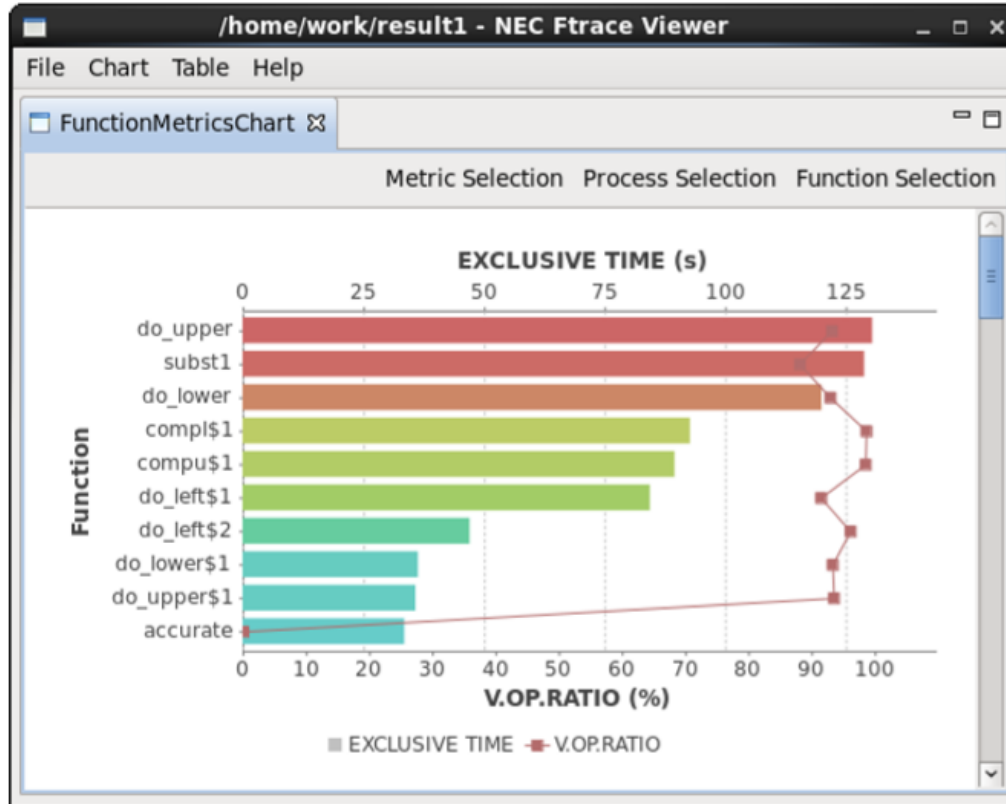 /home/work/result1 - NEC Ftrace Viewer
File Chart Table Help
FunctionMetricsChart
Metric Selection Process Selection Function Selection
EXCLUSIVE TIME (s)
0 25 50 75 100 125
Function
do_upper
subst1
do_lower
compl$1
compu$1
do_left$1
do_left$2
do_lower$1
do_upper$1
accurate
0 10 20 30 40 50 60 70 80 90 100
V.OP.RATIO (%)
EXCLUSIVE TIME V.OP.RATIO